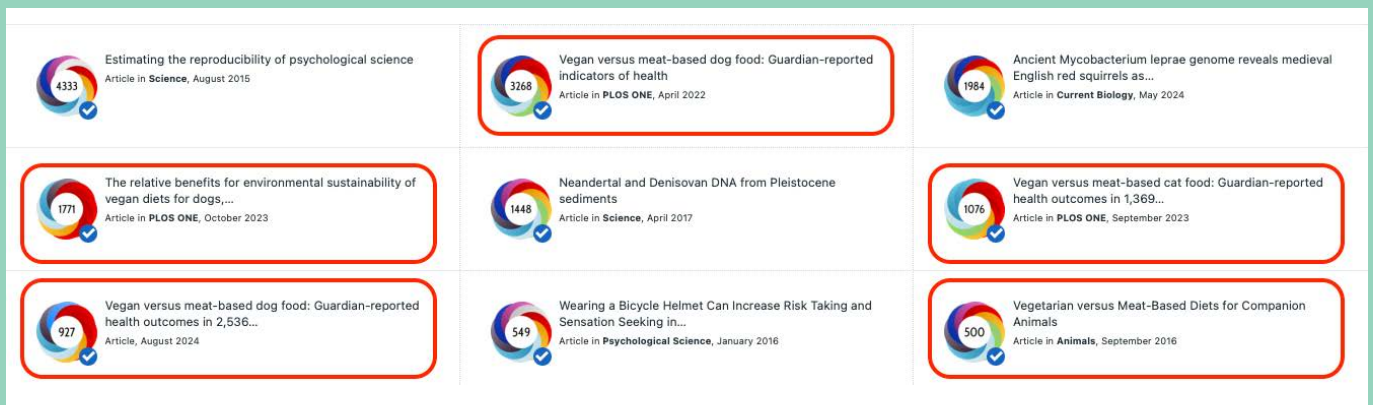 4333
Estimating the reproducibility of psychological science
Article in Science, August 2015
3268
Vegan versus meat-based dog food: Guardian-reported
indicators of health
Article in PLOS ONE, April 2022
1984
Ancient Mycobacterium leprae genome reveals medieval
English red squirrels as...
Article in Current Biology, May 2024
1771
The relative benefits for environmental sustainability of
vegan diets for dogs,...
Article in PLOS ONE, October 2023
1448
Neandertal and Denisovan DNA from Pleistocene
sediments
Article in Science, April 2017
1076
Vegan versus meat-based cat food: Guardian-reported
health outcomes in 1,369...
Article in PLOS ONE, September 2023
927
Vegan versus meat-based dog food: Guardian-reported
health outcomes in 2,536...
Article, August 2024
549
Wearing a Bicycle Helmet Can Increase Risk Taking and
Sensation Seeking in...
Article in Psychological Science, January 2016
500
Vegetarian versus Meat-Based Diets for Companion
Animals
Article in Animals, September 2016